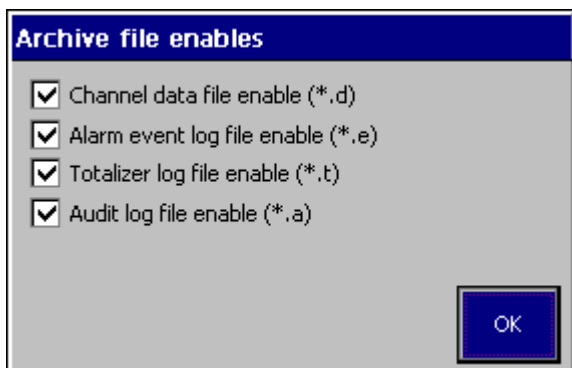 Archive file enables
Channel data file enable (*.d)
Alarm event log file enable (*.e)
Totalizer log file enable (*.t)
Audit log file enable (*.a)
OK